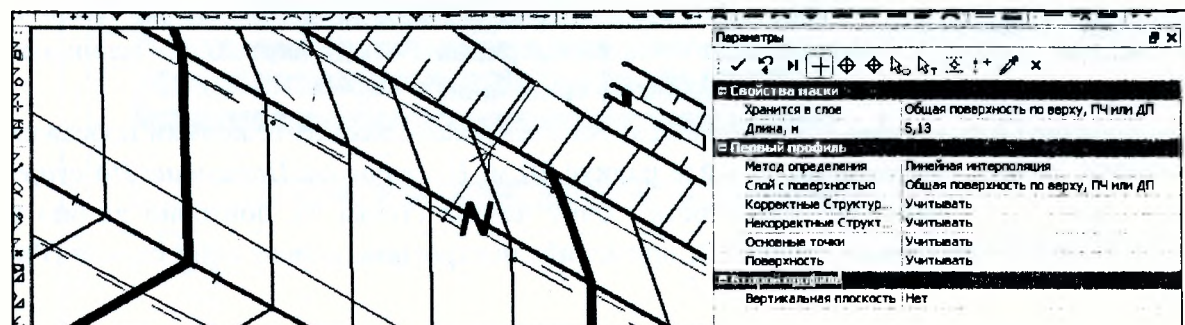 Параметры
Свойства маски
Хранится в слое Общая поверхность по верху, ПЧ или ДП
Длина, м 5,13
Первый профиль
Метод определения Линейная интерполяция
Слой с поверхностью Общая поверхность по верху, ПЧ или ДП
Корректные Структур... Учитывать
Некорректные Структ... Учитывать
Основные точки Учитывать
Поверхность Учитывать
Второй профиль
Вертикальная плоскость Нет
N